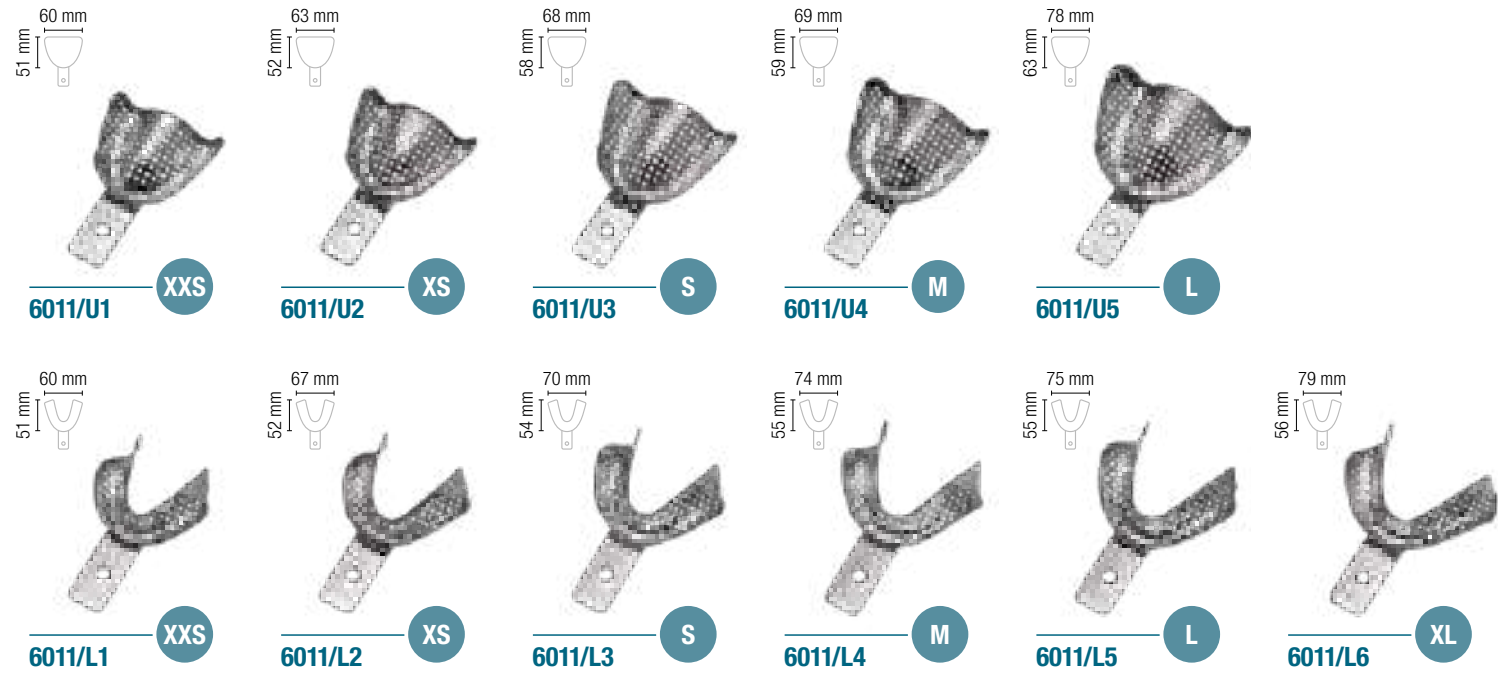 60 mm
51 mm
63 mm
52 mm
68 mm
58 mm
69 mm
59 mm
78 mm
63 mm
XXS
6011/U1
XS
6011/U2
S
6011/U3
M
6011/U4
L
6011/U5
60 mm
51 mm
67 mm
52 mm
70 mm
54 mm
74 mm
55 mm
75 mm
55 mm
79 mm
56 mm
XXS
6011/L1
XS
6011/L2
S
6011/L3
M
6011/L4
L
6011/L5
XL
6011/L6